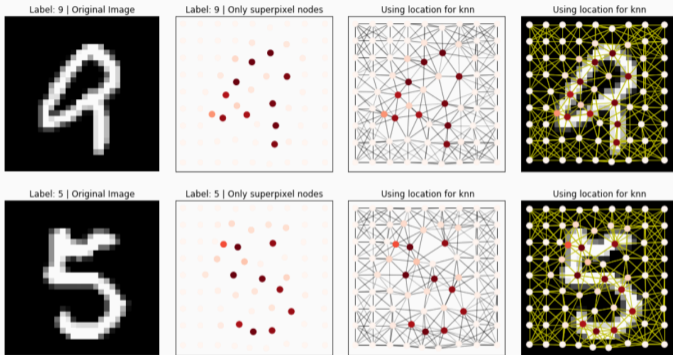 Label: 9 | Original Image
Label: 9 | Only superpixel nodes
Using location for knn
Using location for knn
Label: 5 | Original Image
Label: 5 | Only superpixel nodes
Using location for knn
Using location for knn